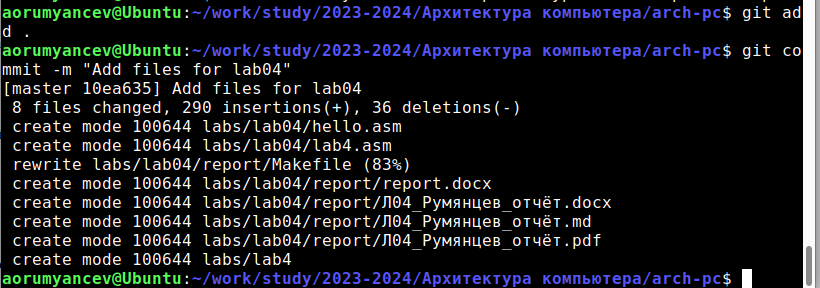 aorumyancev@Ubuntu:~/work/study/2023-2024/Архитектура компьютера/arch-pc$ git ad
d .
aorumyancev@Ubuntu:~/work/study/2023-2024/Архитектура компьютера/arch-pc$ git co
mmit -m "Add files for lab04"
[master 10ea635] Add files for lab04
 8 files changed, 290 insertions(+), 36 deletions(-)
 create mode 100644 labs/lab04/hello.asm
 create mode 100644 labs/lab04/lab4.asm
 rewrite labs/lab04/report/Makefile (83%)
 create mode 100644 labs/lab04/report/report.docx
 create mode 100644 labs/lab04/report/Л04_Румянцев_отчёт.docx
 create mode 100644 labs/lab04/report/Л04_Румянцев_отчёт.md
 create mode 100644 labs/lab04/report/Л04_Румянцев_отчёт.pdf
 create mode 100644 labs/lab4
aorumyancev@Ubuntu:~/work/study/2023-2024/Архитектура компьютера/arch-pc$